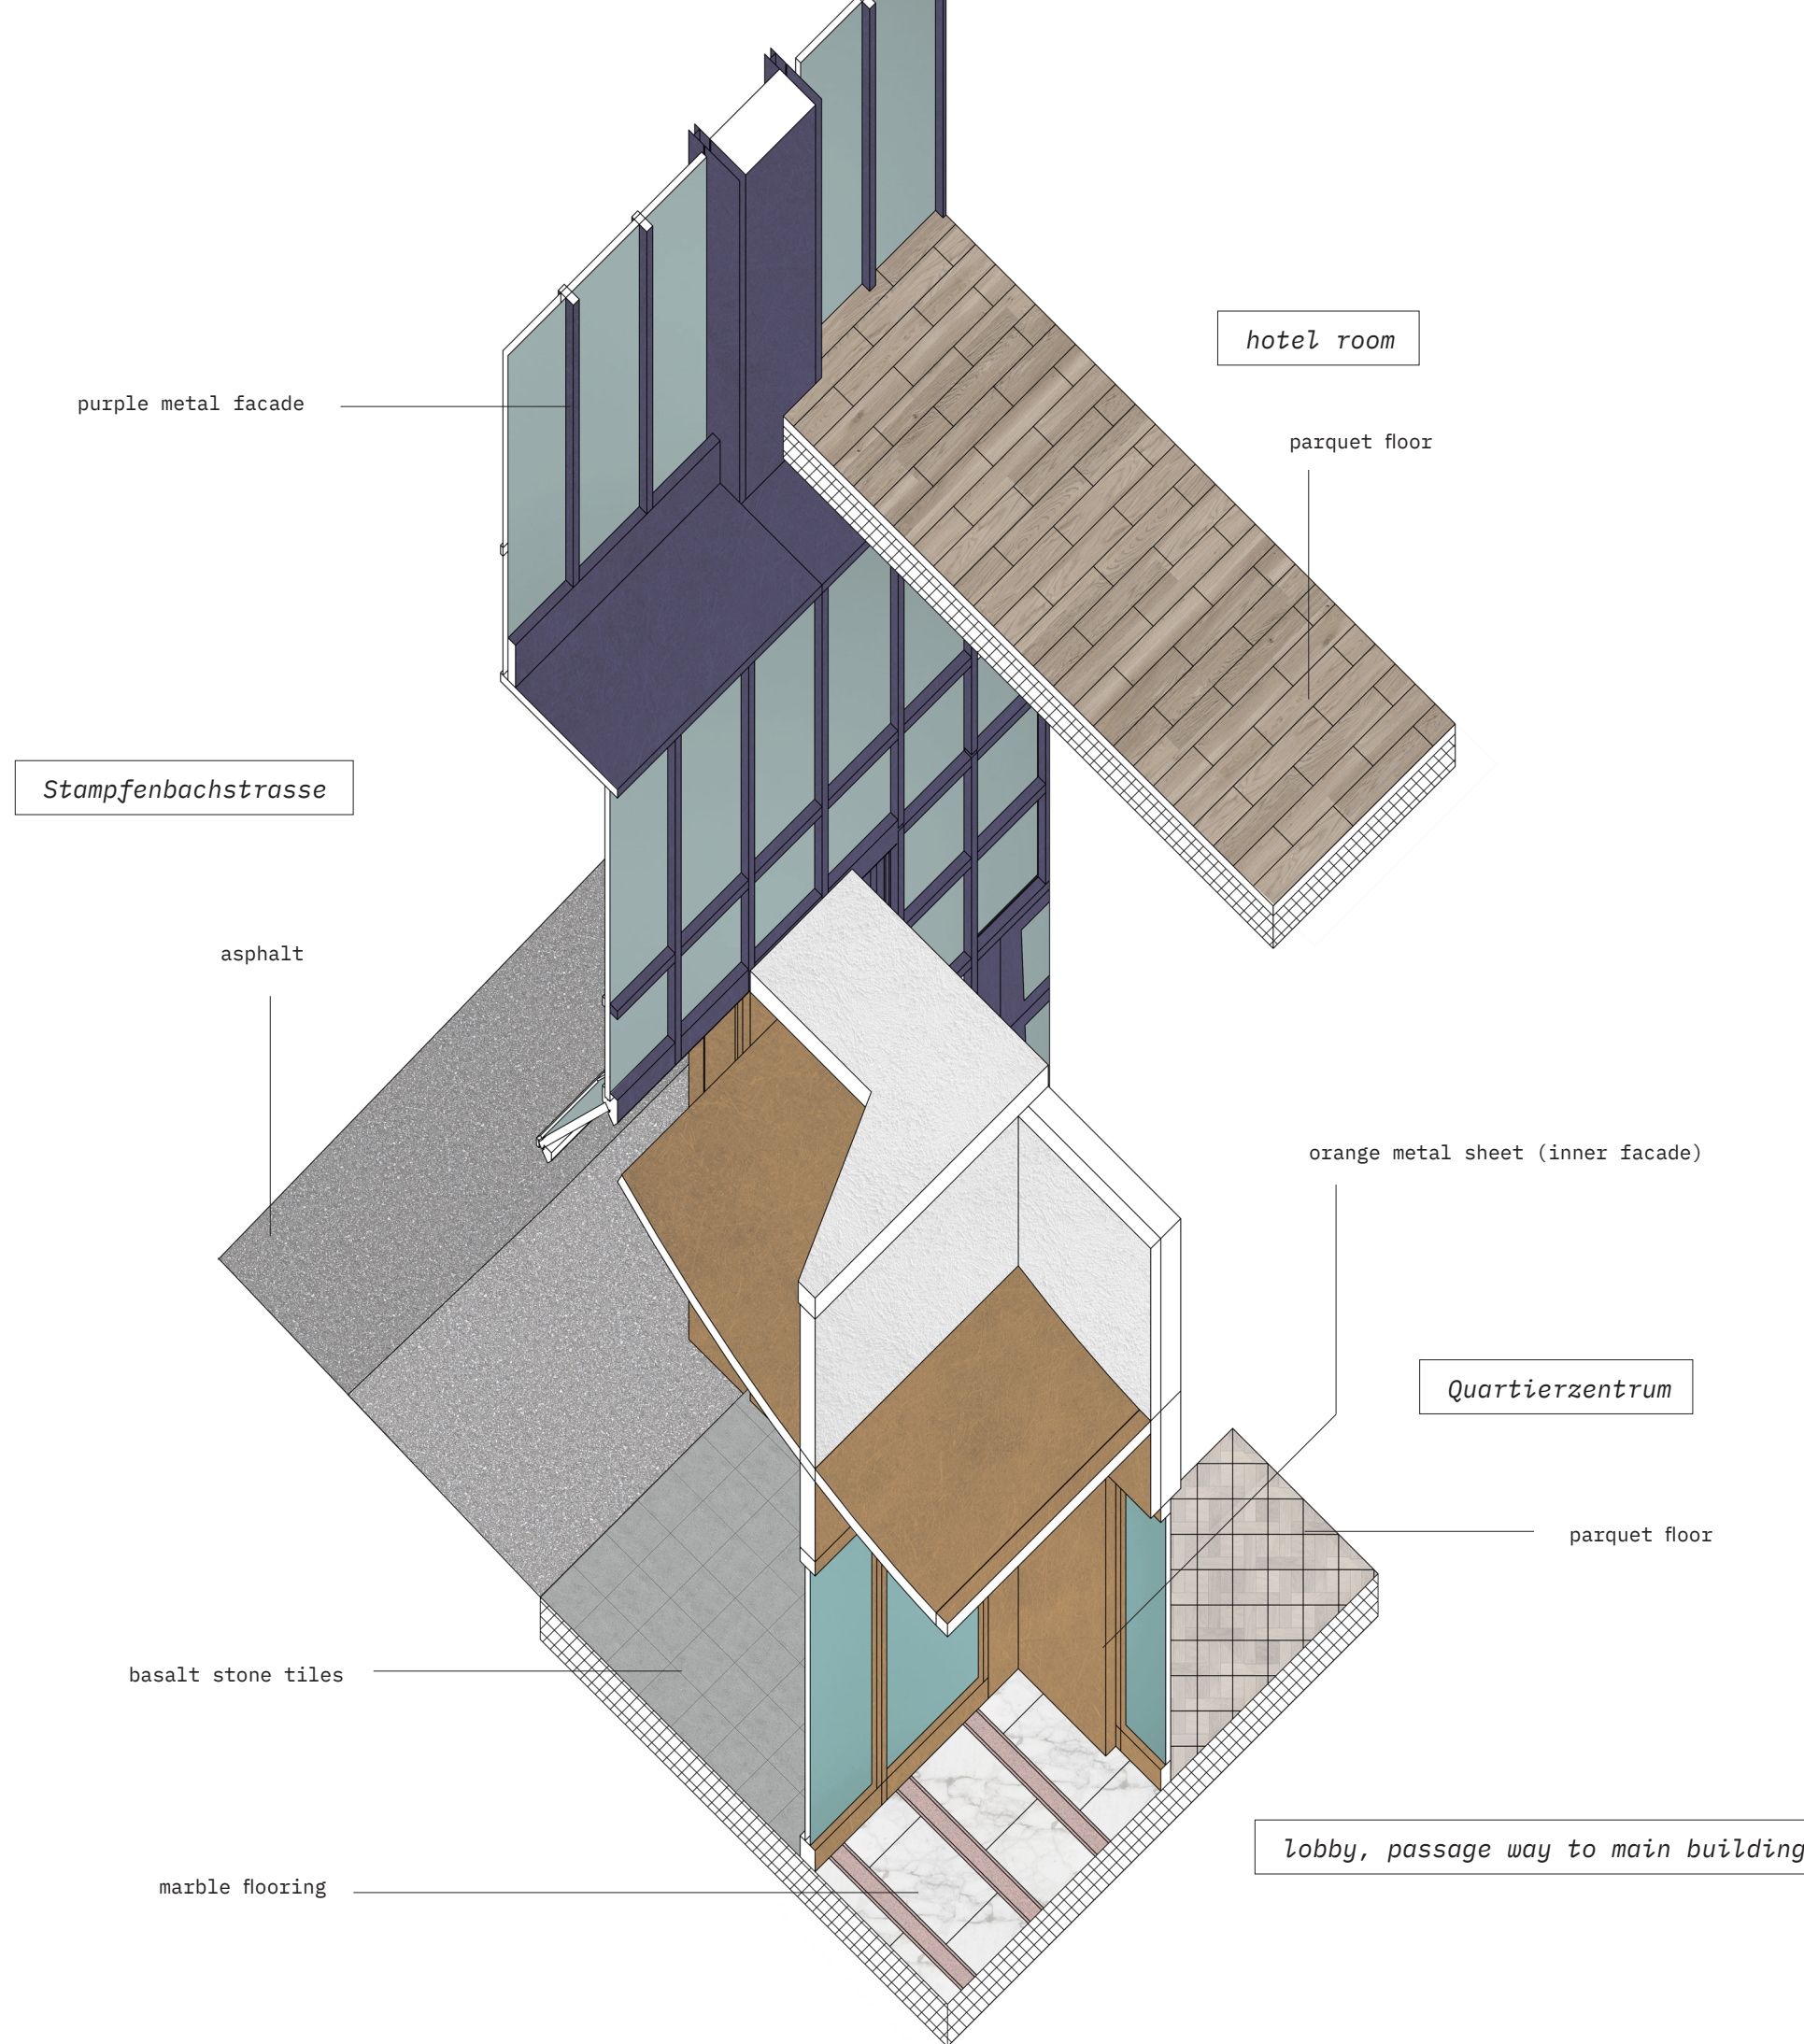 hotel room
purple metal facade
parquet floor
Stampfenbachstrasse
asphalt
orange metal sheet (inner facade)
Quartierzentrum
parquet floor
basalt stone tiles
lobby, passage way to main building
marble flooring